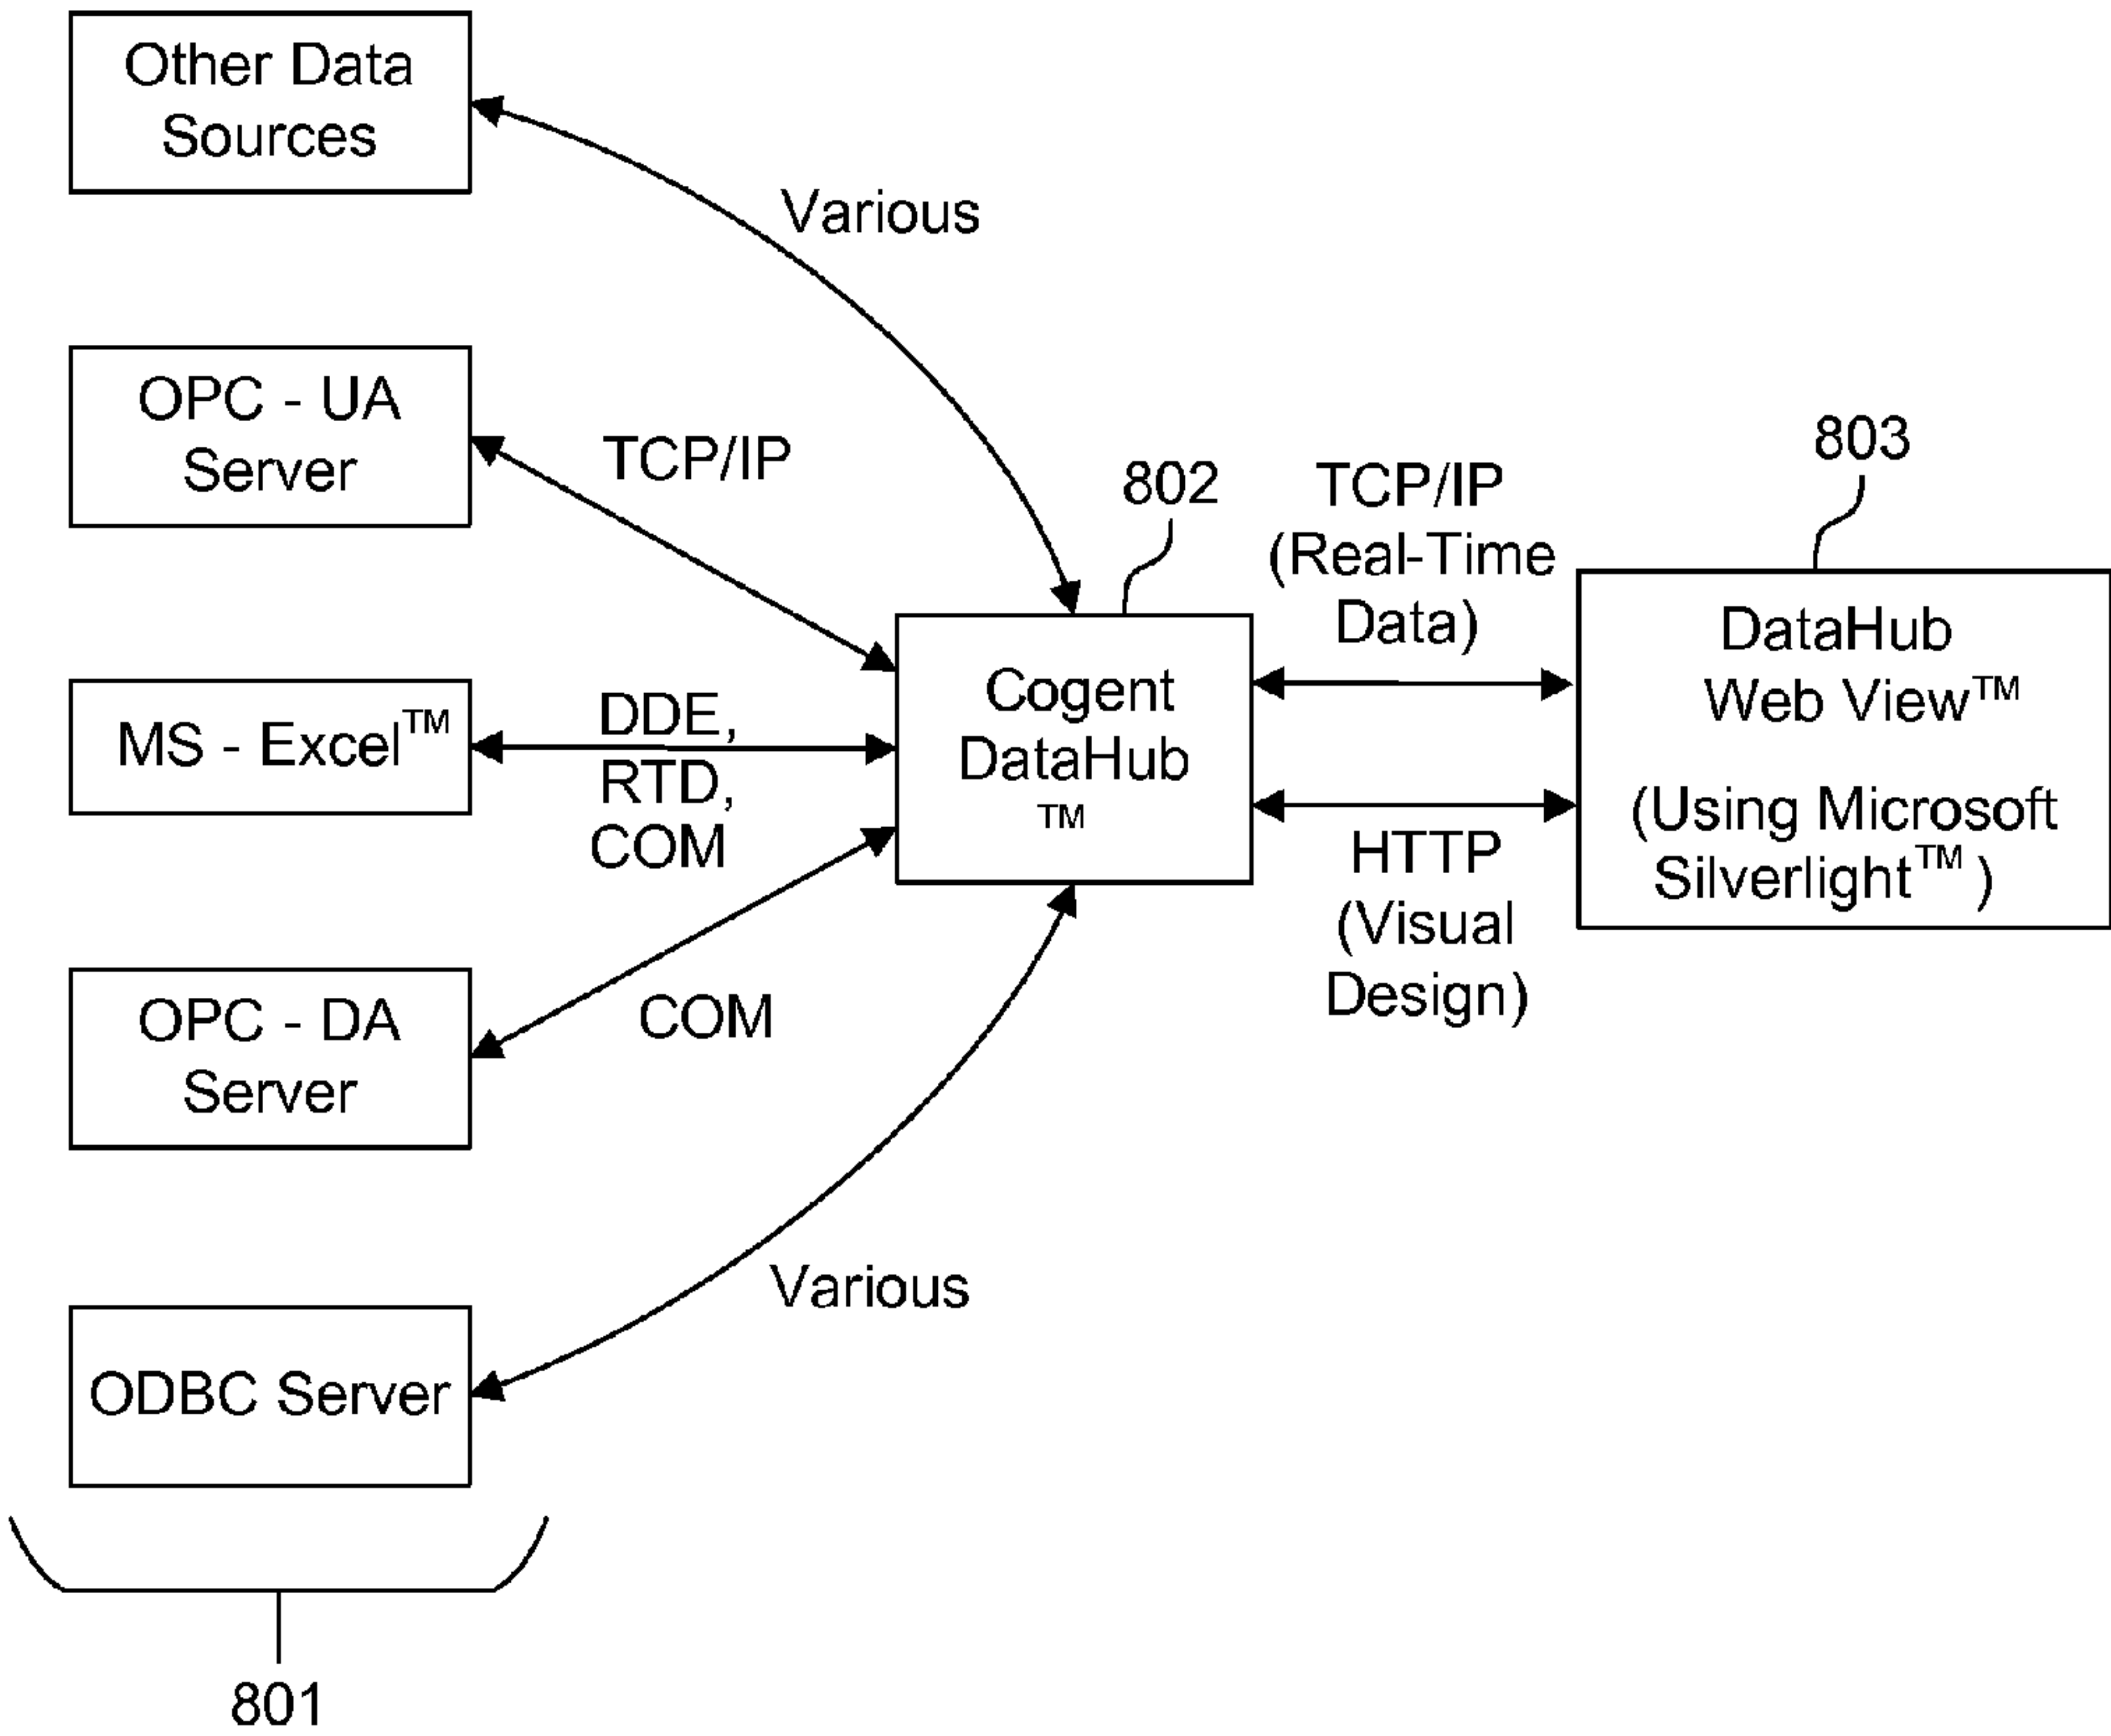 Other Data
Sources
Various
OPC - UA
Server
TCP/IP
802
TCP/IP
(Real-Time
Data)
803
MS - Excel™
DDE,
RTD,
COM
Cogent
DataHub
™
DataHub
Web View™
(Using Microsoft
Silverlight™)
HTTP
(Visual
Design)
OPC - DA
Server
COM
Various
ODBC Server
801